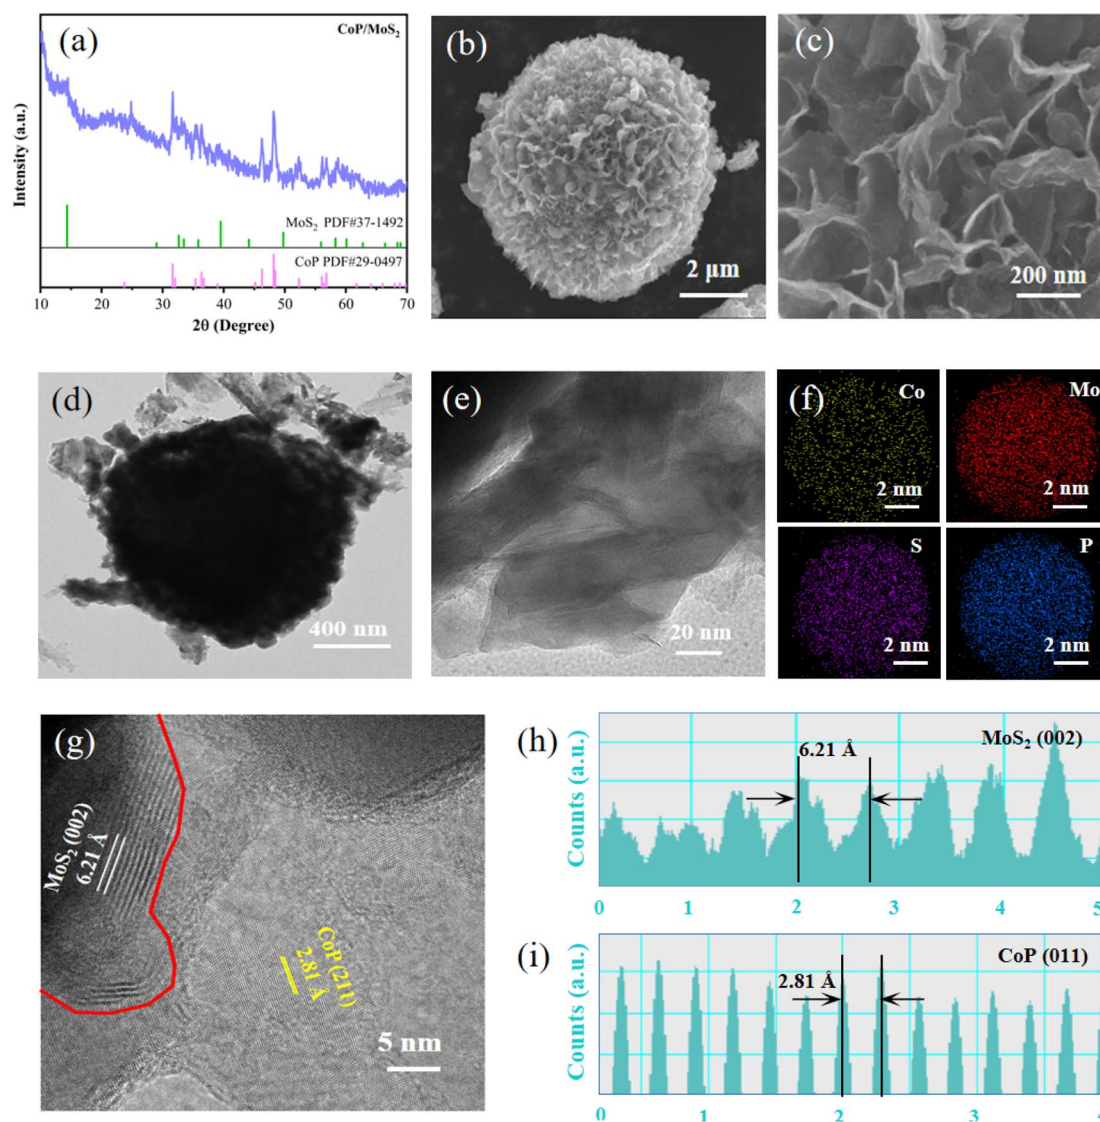 (a)
CoP/MoS₂
Intensity (a.u.)
MoS₂ PDF#37-1492
CoP PDF#29-0497
10 20 30 40 50 60 70
2θ (Degree)
(b)
2 μm
(c)
200 nm
(d)
400 nm
(e)
20 nm
(f)
Co
2 nm
Mo
2 nm
S
2 nm
P
2 nm
(g)
MoS₂ (002)
6.21 Å
CoP (211)
2.81 Å
5 nm
(h)
Counts (a.u.)
MoS₂ (002)
6.21 Å
0 1 2 3 4 5
(i)
Counts (a.u.)
CoP (011)
2.81 Å
0 1 2 3 4